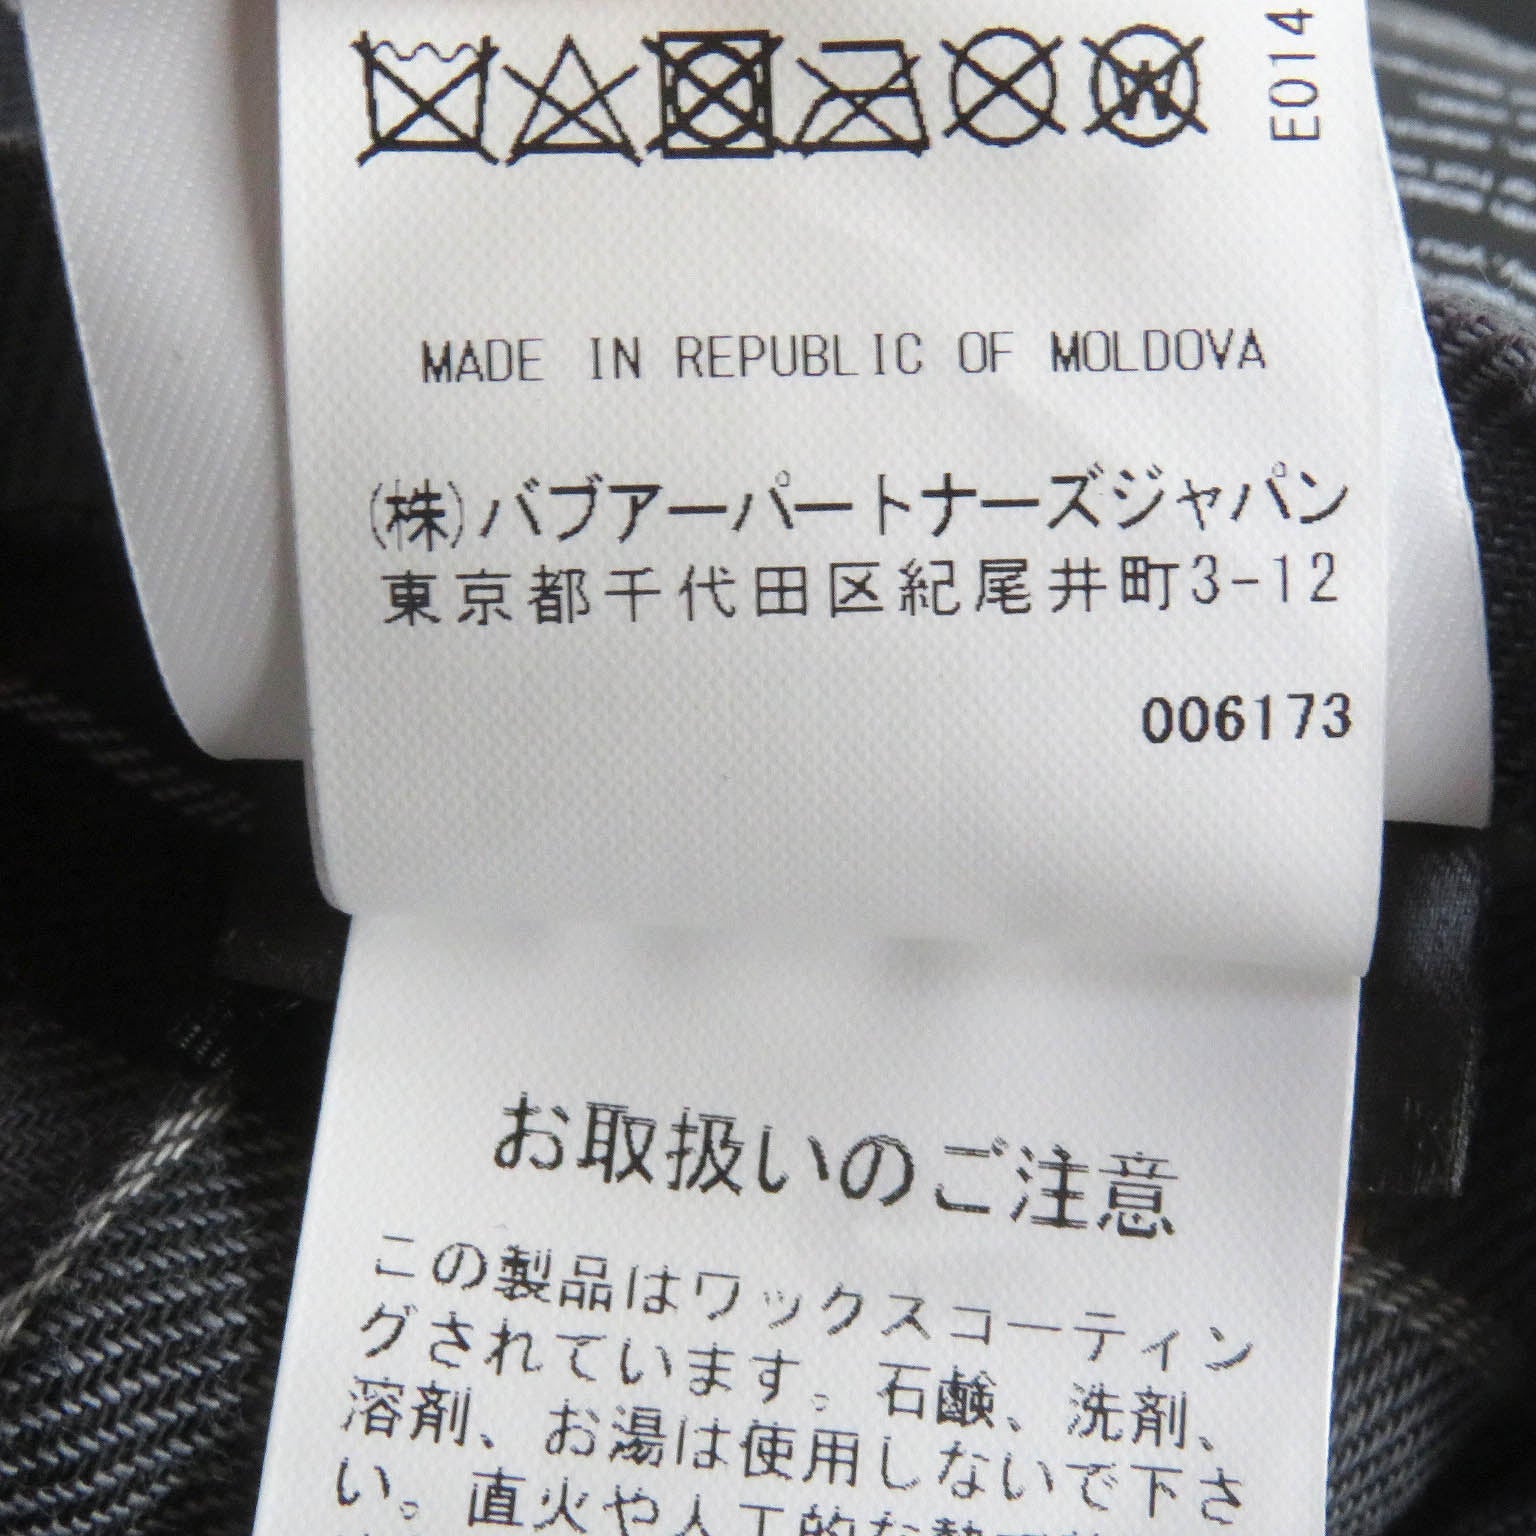 E014
MADE IN REPUBLIC OF MOLDOVA
(株)バブアーパートナーズジャパン
東京都千代田区紀尾井町3-12
006173
お取扱いのご注意
この製品はワックスコーティン
グされています。石鹸、洗剤、
溶剤、お湯は使用しないで下さ
い。直火や人工的な熱